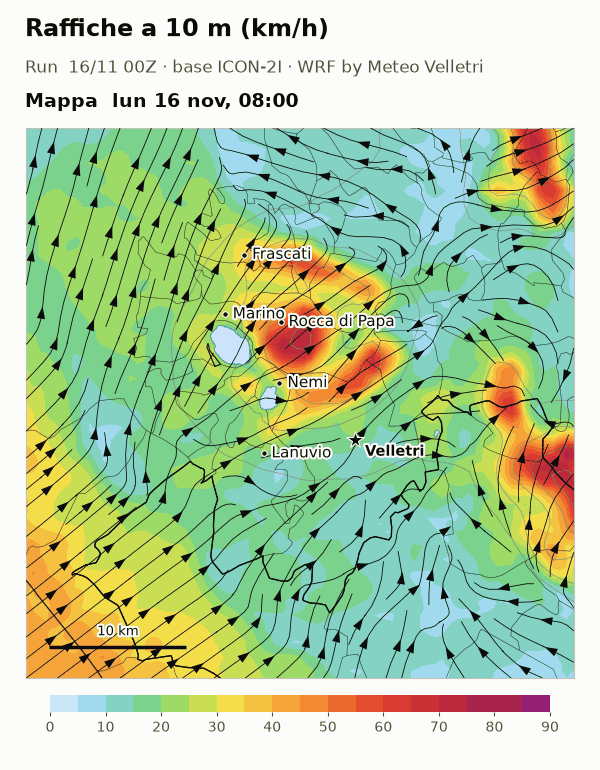 Raffiche a 10 m (km/h)
Run  16/11 00Z · base ICON-2I · WRF by Meteo Velletri
Mappa  lun 16 nov, 08:00
Frascati
Marino
Rocca di Papa
Nemi
Velletri
Lanuvio
10 km
0 10 20 30 40 50 60 70 80 90